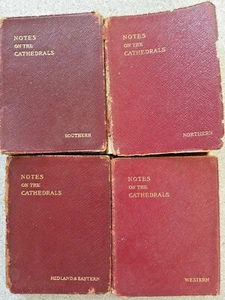 NOTES
ON THE
CATHEDRALS
SOUTHERN
NOTES
ON THE
CATHEDRALS
NORTHERN
NOTES
ON THE
CATHEDRALS
MIDLAND & EASTERN
NOTES
ON THE
CATHEDRALS
WESTERN